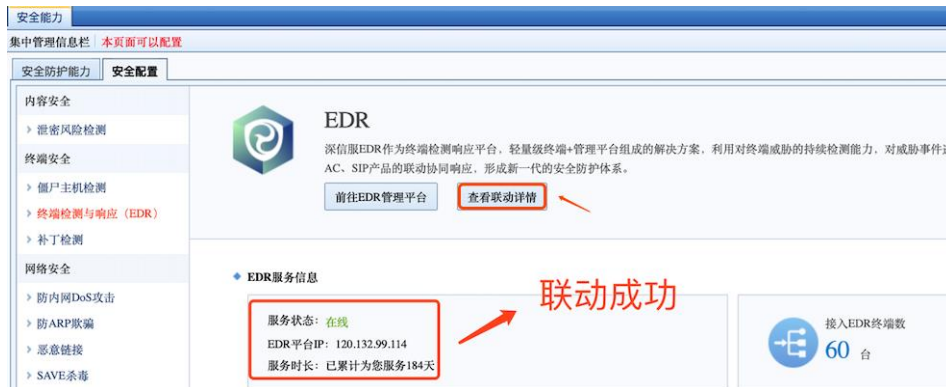 安全能力
集中管理信息栏 本页面可以配置
安全防护能力 安全配置
内容安全
泄密风险检测
终端安全
僵尸主机检测
终端检测与响应（EDR）
补丁检测
网络安全
防内网DoS攻击
防ARP欺骗
恶意链接
SAVE杀毒
EDR
深信服EDR作为终端检测响应平台，轻量级终端+管理平台组成的解决方案，利用对终端威胁的持续检测能力，对威胁事件
AC、SIP产品的联动协同响应，形成新一代的安全防护体系。
前往EDR管理平台 查看联动详情
EDR服务信息
联动成功
服务状态：在线
EDR平台IP：120.132.99.114
服务时长：已累计为您服务184天
接入EDR终端数
60 台